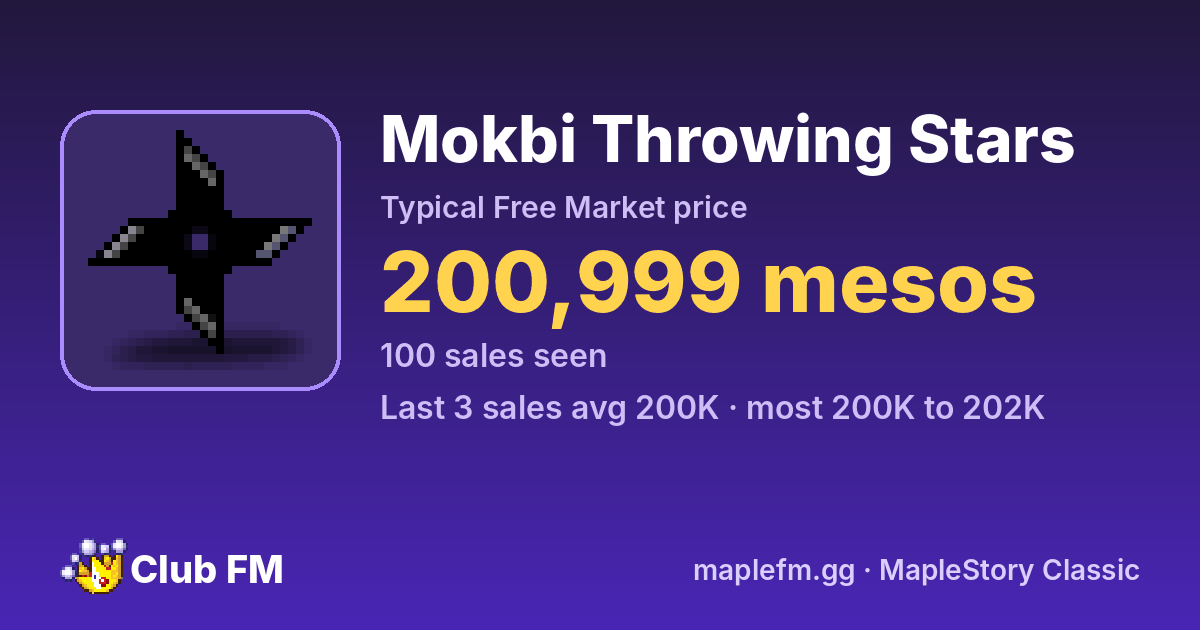 Mokbi Throwing Stars
Typical Free Market price
200,999 mesos
100 sales seen
Last 3 sales avg 200K · most 200K to 202K
Club FM
maplefm.gg · MapleStory Classic